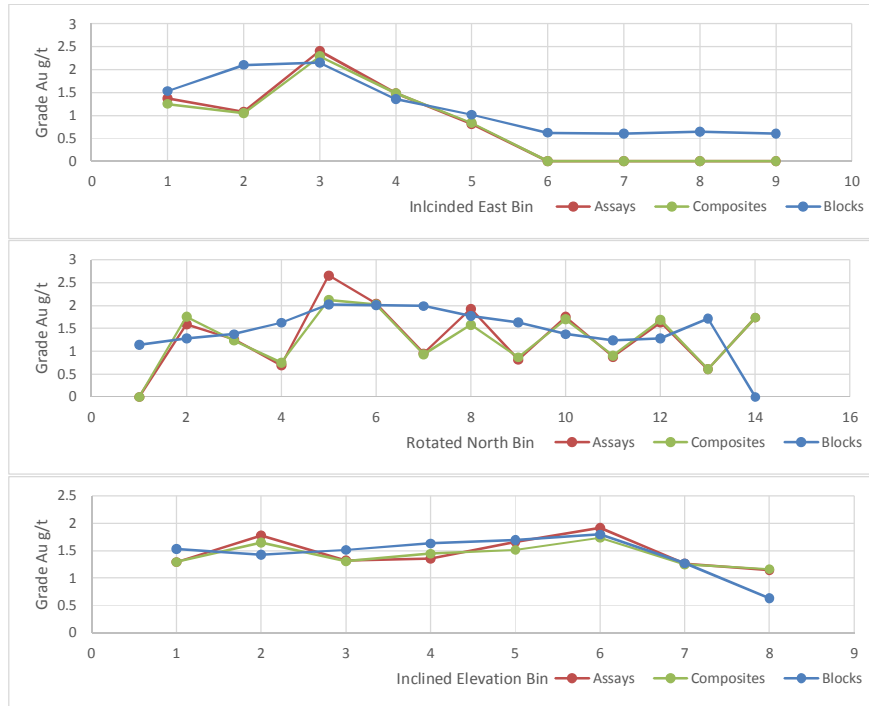 3
2.5
2
1.5
1
0.5
0
Grade Au g/t
0 1 2 3 4 5 6 7 8 9 10
Inlcinded East Bin Assays Composites Blocks
3
2.5
2
1.5
1
0.5
0
Grade Au g/t
0 2 4 6 8 10 12 14 16
Rotated North Bin Assays Composites Blocks
2.5
2
1.5
1
0.5
0
Grade Au g/t
0 1 2 3 4 5 6 7 8 9
Inclined Elevation Bin Assays Composites Blocks